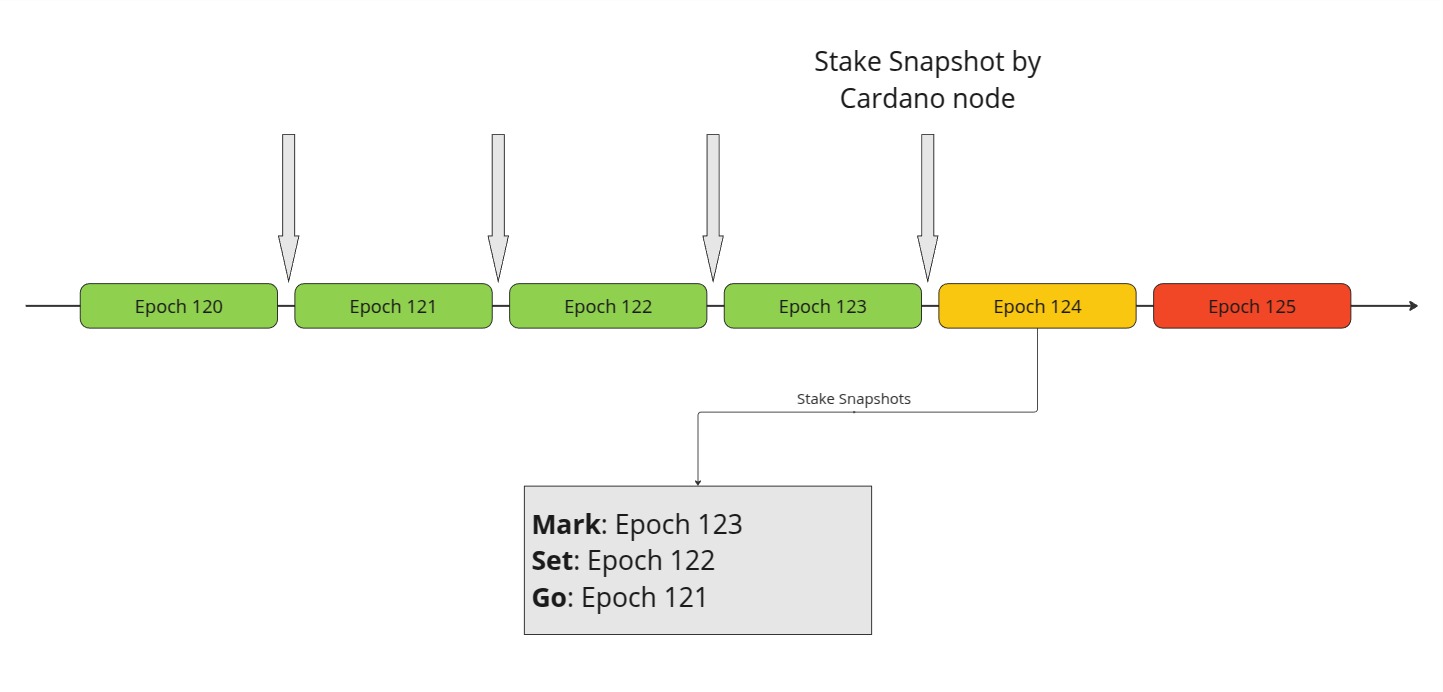 Stake Snapshot by
Cardano node
Epoch 120
Epoch 121
Epoch 122
Epoch 123
Epoch 124
Epoch 125
Stake Snapshots
Mark: Epoch 123
Set: Epoch 122
Go: Epoch 121